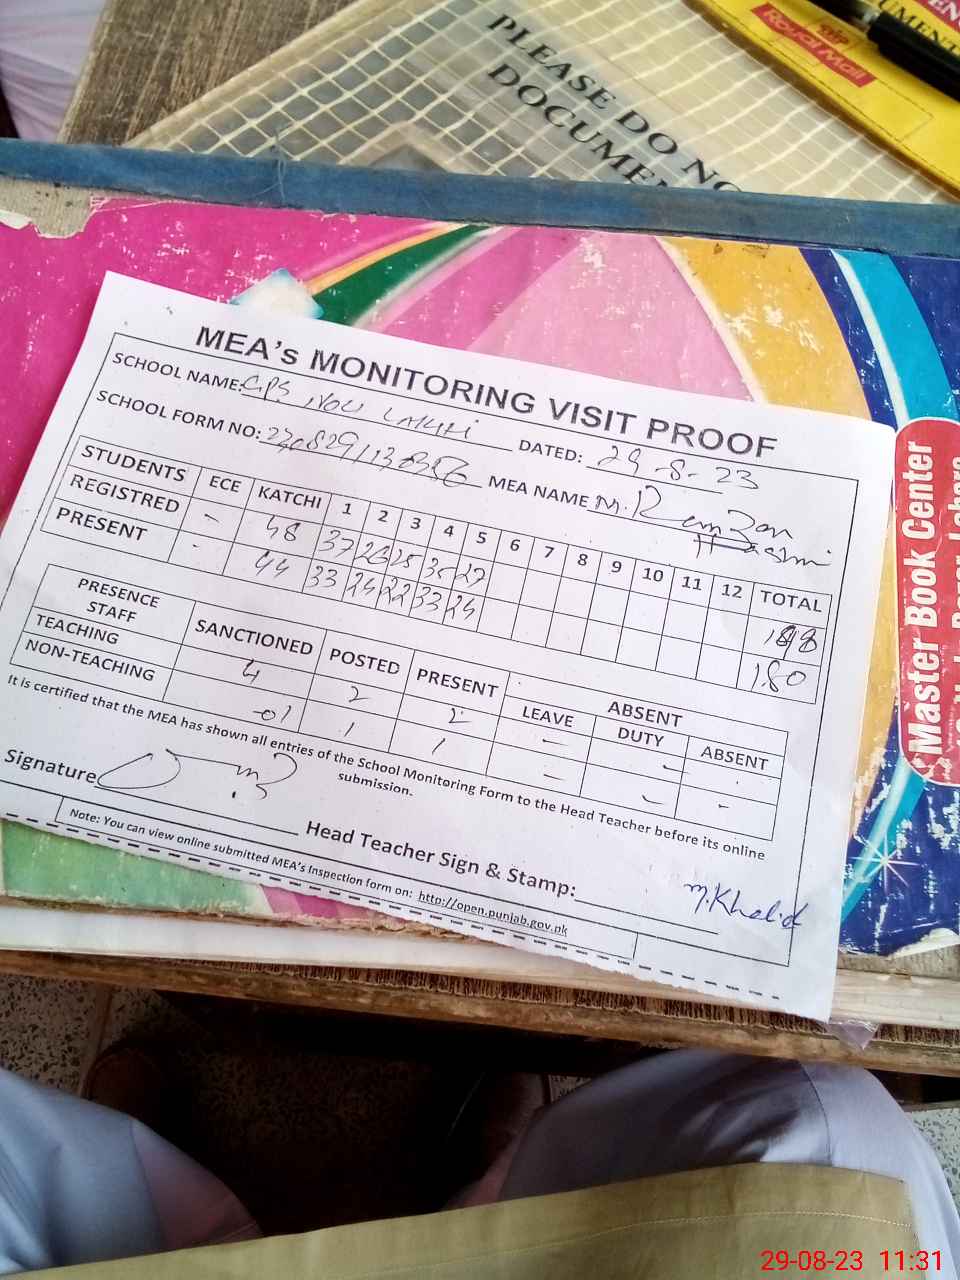 PLEASE DO NO
DOCUMEN
Royal Mail
MEA's MONITORING VISIT PROOF
SCHOOL NAME: GPS NOU LAKHI DATED: 29-8-23
SCHOOL FORM NO: MEA NAME M. Ramzan
STUDENTS ECE KATCHI 1 2 3 4 5 6 7 8 9 10 11 12 TOTAL
REGISTRED - 48 37 26 25 35 27 198
PRESENT - 44 33 24 22 33 24 180
PRESENCE STAFF SANCTIONED POSTED PRESENT ABSENT
LEAVE DUTY ABSENT
TEACHING 4 2 2 - - -
NON-TEACHING -01 1 1 - - -
It is certified that the MEA has shown all entries of the School Monitoring Form to the Head Teacher before its online
submission.
Signature
Head Teacher Sign & Stamp: M.Khalid
Note: You can view online submitted MEA's Inspection form on: http://open.punjab.gov.pk
Master Book Center
29-08-23 11:31